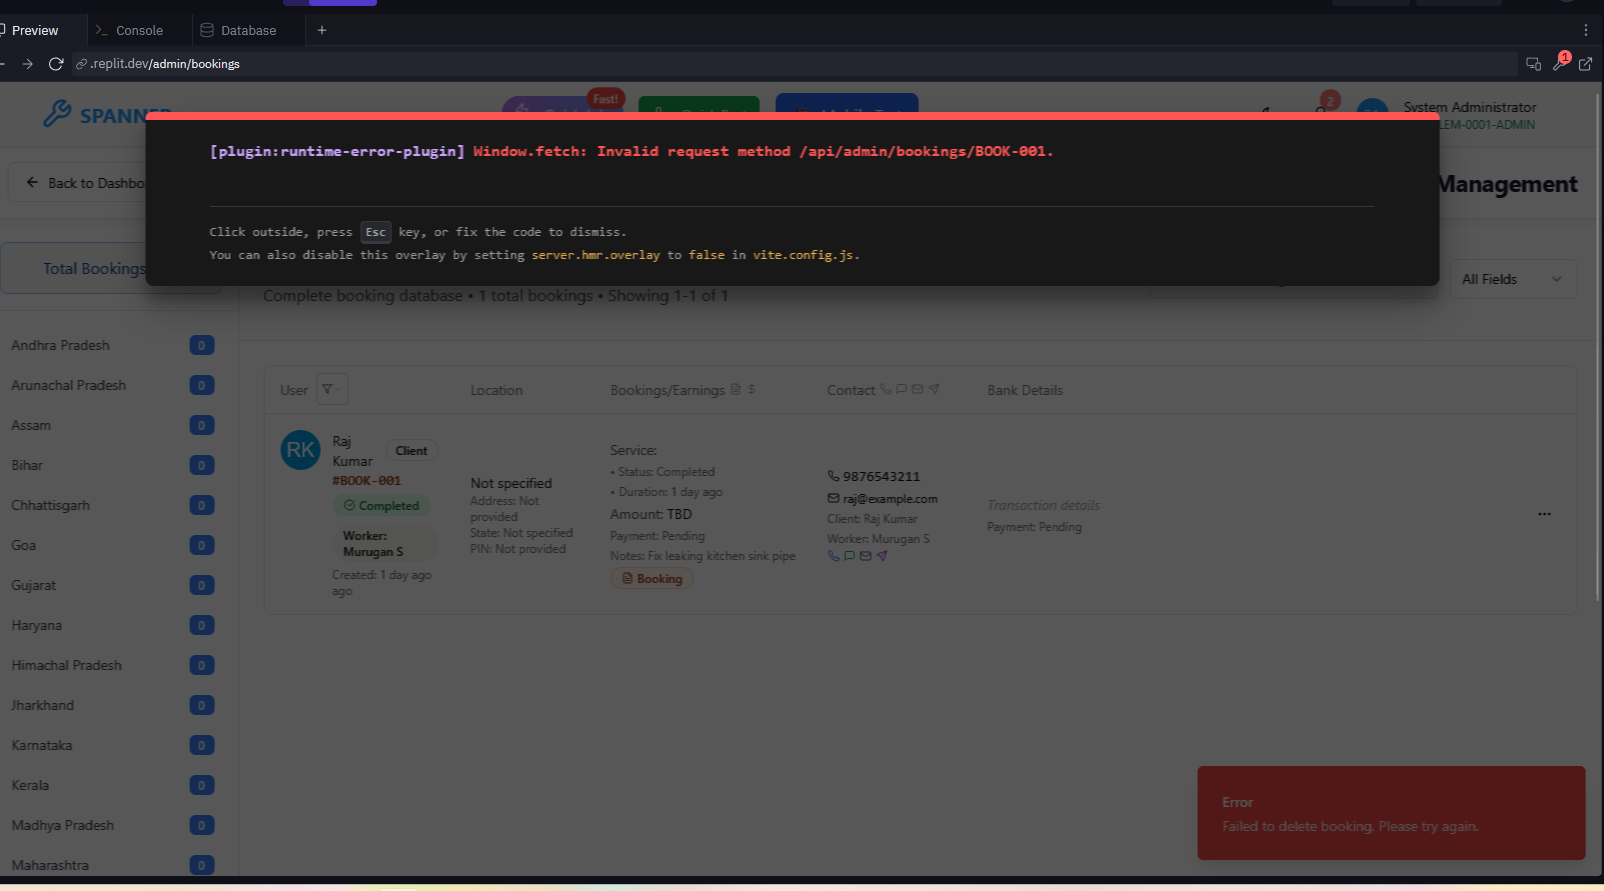 Preview
Console
Database
.replit.dev/admin/bookings
1
SPANNER
Fast!
2
System Administrator
LEM-0001-ADMIN
[plugin:runtime-error-plugin] Window.fetch: Invalid request method /api/admin/bookings/BOOK-001.
Click outside, press Esc key, or fix the code to dismiss.
You can also disable this overlay by setting server.hmr.overlay to false in vite.config.js.
Back to Dashbo
Management
Total Bookings
All Fields
Complete booking database • 1 total bookings • Showing 1-1 of 1
Andhra Pradesh 0
Arunachal Pradesh 0
Assam 0
Bihar 0
Chhattisgarh 0
Goa 0
Gujarat 0
Haryana 0
Himachal Pradesh 0
Jharkhand 0
Karnataka 0
Kerala 0
Madhya Pradesh 0
Maharashtra 0
User
Location
Bookings/Earnings $
Contact
Bank Details
RK
Raj
Kumar
Client
#BOOK-001
Completed
Worker:
Murugan S
Created: 1 day ago
ago
Not specified
Address: Not
provided
State: Not specified
PIN: Not provided
Service:
• Status: Completed
• Duration: 1 day ago
Amount: TBD
Payment: Pending
Notes: Fix leaking kitchen sink pipe
Booking
9876543211
raj@example.com
Client: Raj Kumar
Worker: Murugan S
Transaction details
Payment: Pending
...
Error
Failed to delete booking. Please try again.